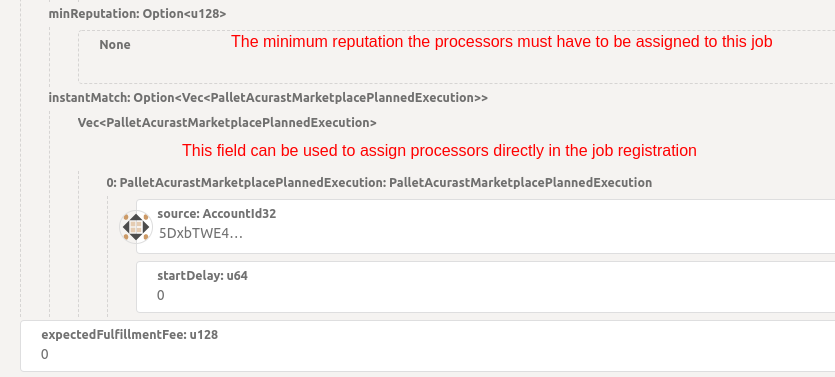 minReputation: Option<u128>
None
The minimum reputation the processors must have to be assigned to this job
instantMatch: Option<Vec<PalletAcurastMarketplacePlannedExecution>>
Vec<PalletAcurastMarketplacePlannedExecution>
This field can be used to assign processors directly in the job registration
0: PalletAcurastMarketplacePlannedExecution: PalletAcurastMarketplacePlannedExecution
source: AccountId32
5DxbTWE4…
startDelay: u64
0
expectedFulfillmentFee: u128
0